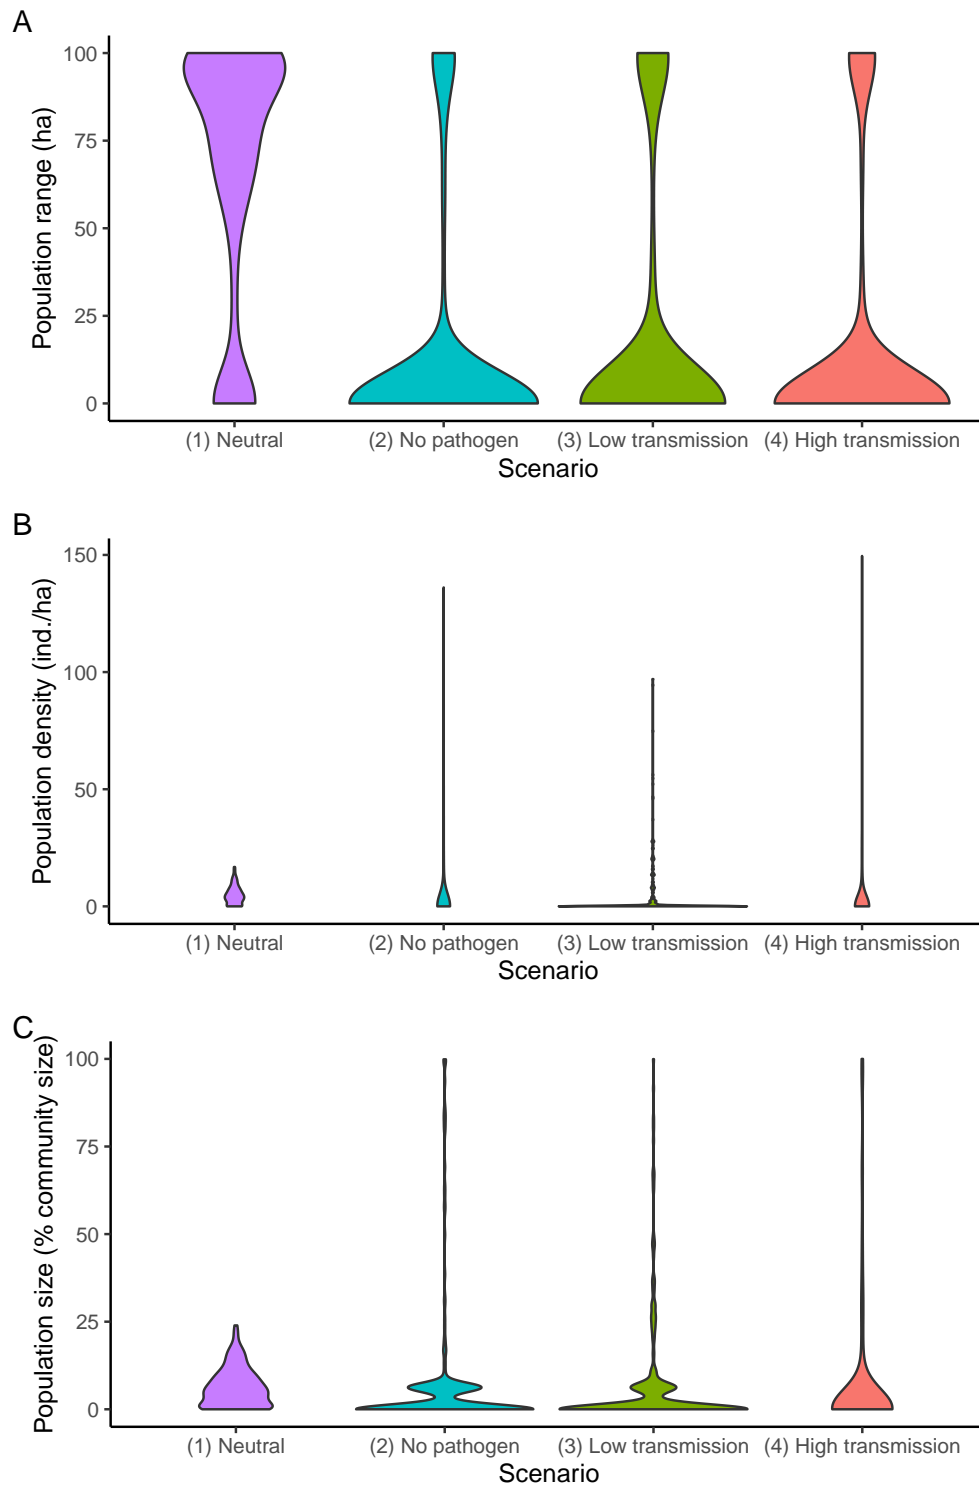 A
Population range (ha)
100
75
50
25
0
(1) Neutral
(2) No pathogen
(3) Low transmission
(4) High transmission
Scenario
B
Population density (ind./ha)
150
100
50
0
(1) Neutral
(2) No pathogen
(3) Low transmission
(4) High transmission
Scenario
C
Population size (% community size)
100
75
50
25
0
(1) Neutral
(2) No pathogen
(3) Low transmission
(4) High transmission
Scenario